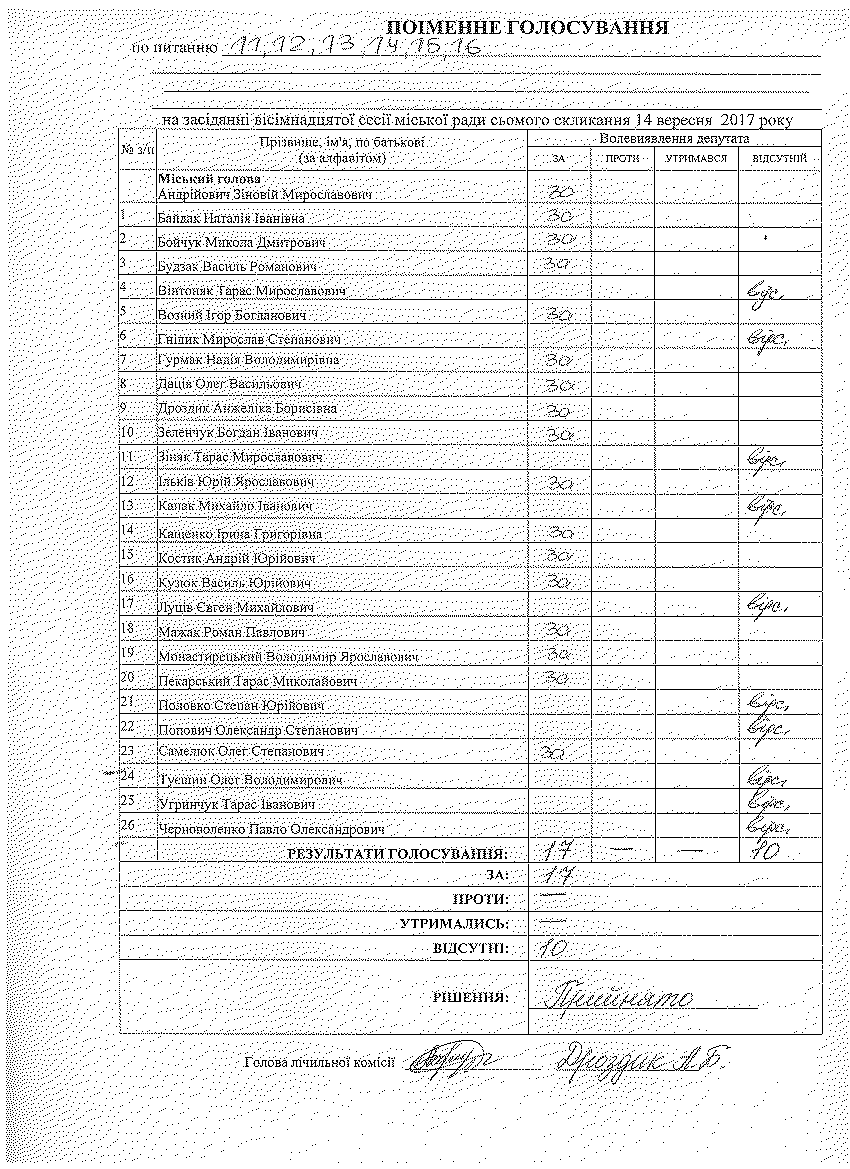 ПОІМЕННЕ ГОЛОСУВАННЯ
по питанню 11,12,13,14,15,16
на засіданні вісімнадцятої сесії міської ради сьомого скликання 14 вересня 2017 року
№ з/п Прізвище, ім'я, по батькові (за алфавітом) Волевиявлення депутата
ЗА ПРОТИ УТРИМАВСЯ ВІДСУТНІЙ
Міський голова
Андрійович Зіновій Мирославович За
1 Байдак Наталія Іванівна За
2 Бойчук Микола Дмитрович За
3 Будзак Василь Романович За
4 Вінтоняк Тарас Мирославович відс.
5 Возний Ігор Богданович За
6 Гнідик Мирослав Степанович відс.
7 Гурмак Надія Володимирівна За
8 Даців Олег Васильович За
9 Дроздик Анжеліка Борисівна За
10 Зеленчук Богдан Іванович За
11 Зіняк Тарас Мирославович відс.
12 Ільків Юрій Ярославович За
13 Капак Михайло Іванович відс.
14 Кащенко Ірина Григорівна За
15 Костик Андрій Юрійович За
16 Кузюк Василь Юрійович За
17 Луців Євген Михайлович відс.
18 Мажак Роман Павлович За
19 Монастирецький Володимир Ярославович За
20 Пекарський Тарас Миколайович За
21 Половко Степан Юрійович відс.
22 Попович Олександр Степанович відс.
23 Самелюк Олег Степанович За
24 Туєшин Олег Володимирович відс.
25 Угринчук Тарас Іванович відс.
26 Черноволенко Павло Олександрович відс.
РЕЗУЛЬТАТИ ГОЛОСУВАННЯ: 17 — — 10
ЗА: 17
ПРОТИ: —
УТРИМАЛИСЬ: —
ВІДСУТНІ: 10
РІШЕННЯ: Прийнято
Голова лічильної комісії Дроздик А.Б.